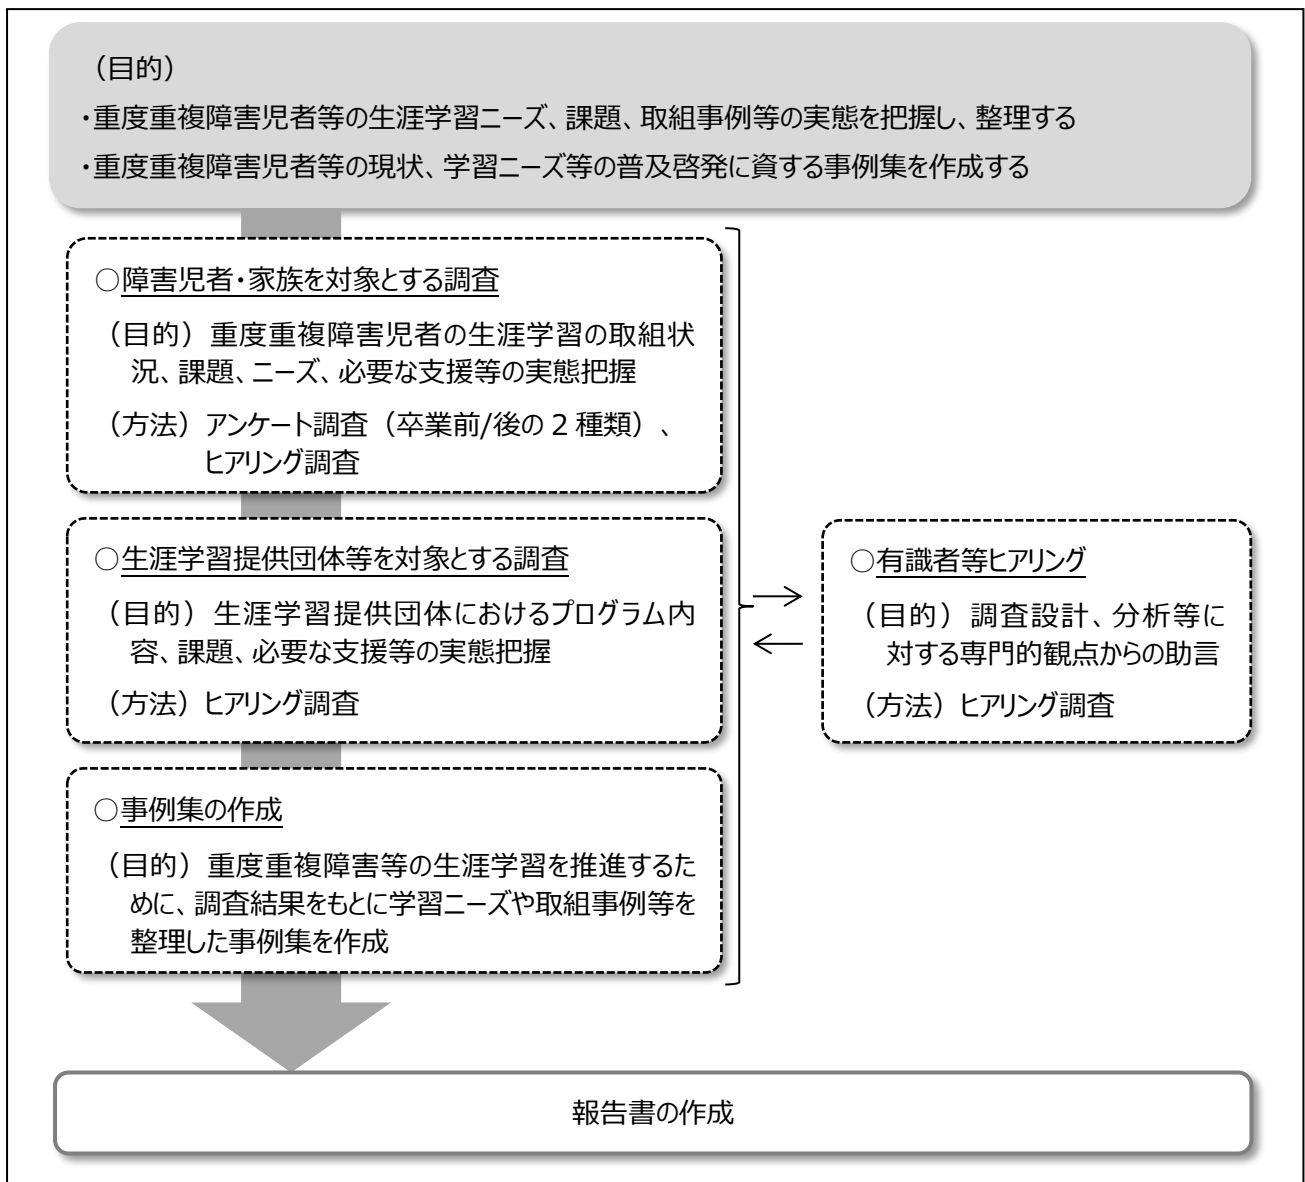 （目的）
・重度重複障害児者等の生涯学習ニーズ、課題、取組事例等の実態を把握し、整理する
・重度重複障害児者等の現状、学習ニーズ等の普及啓発に資する事例集を作成する
○障害児者・家族を対象とする調査
（目的）重度重複障害児者の生涯学習の取組状
況、課題、ニーズ、必要な支援等の実態把握
（方法）アンケート調査（卒業前/後の 2 種類）、
ヒアリング調査
○生涯学習提供団体等を対象とする調査
（目的）生涯学習提供団体におけるプログラム内
容、課題、必要な支援等の実態把握
（方法）ヒアリング調査
○事例集の作成
（目的）重度重複障害等の生涯学習を推進するた
めに、調査結果をもとに学習ニーズや取組事例等を
整理した事例集を作成
○有識者等ヒアリング
（目的）調査設計、分析等に
対する専門的観点からの助言
（方法）ヒアリング調査
報告書の作成